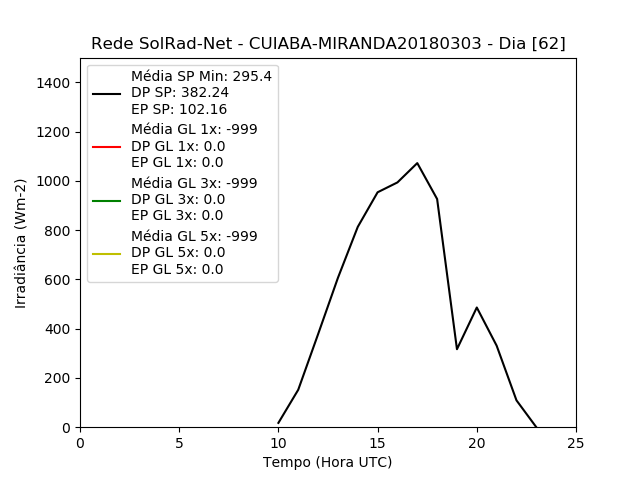 Rede SolRad-Net - CUIABA-MIRANDA20180303 - Dia [62]
Média SP Min: 295.4
DP SP: 382.24
EP SP: 102.16
Média GL 1x: -999
DP GL 1x: 0.0
EP GL 1x: 0.0
Média GL 3x: -999
DP GL 3x: 0.0
EP GL 3x: 0.0
Média GL 5x: -999
DP GL 5x: 0.0
EP GL 5x: 0.0
Irradiância (Wm-2)
1400
1200
1000
800
600
400
200
0
0 5 10 15 20 25
Tempo (Hora UTC)